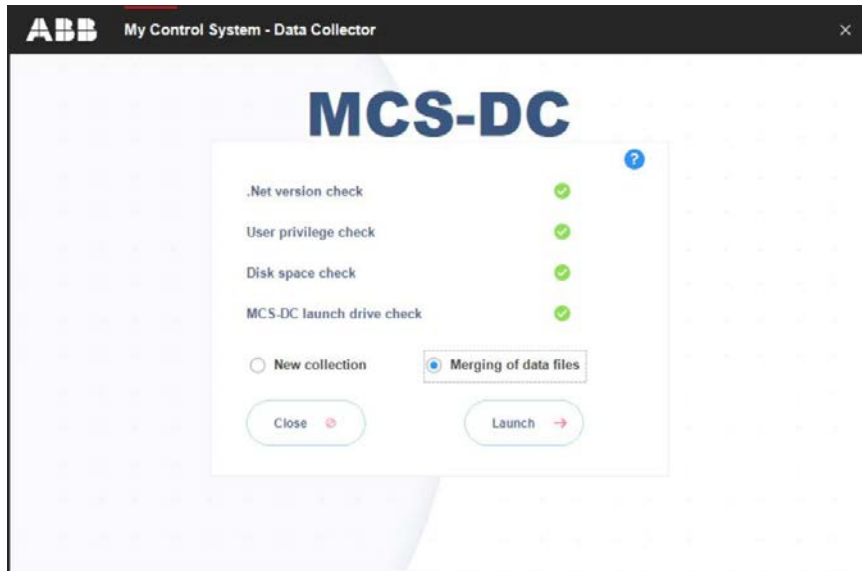 ABB My Control System - Data Collector
MCS-DC
?
.Net version check
User privilege check
Disk space check
MCS-DC launch drive check
New collection Merging of data files
Close Launch